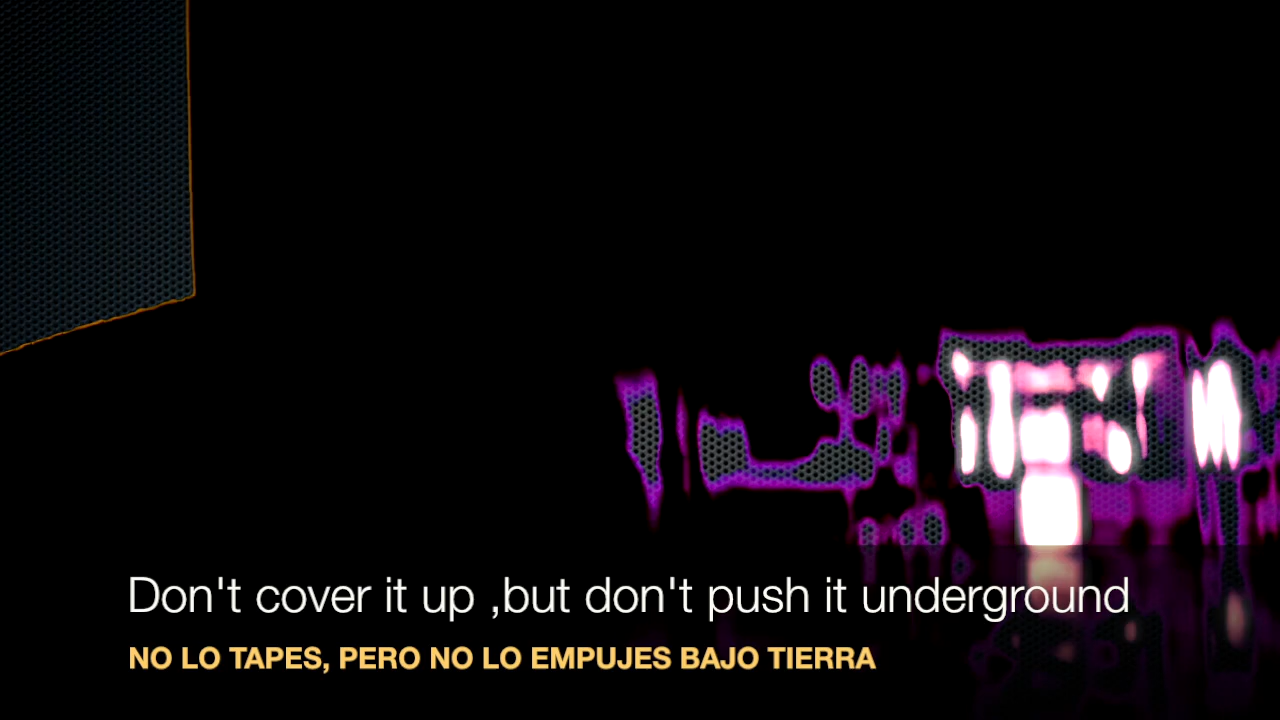 Don't cover it up ,but don't push it underground
NO LO TAPES, PERO NO LO EMPUJES BAJO TIERRA